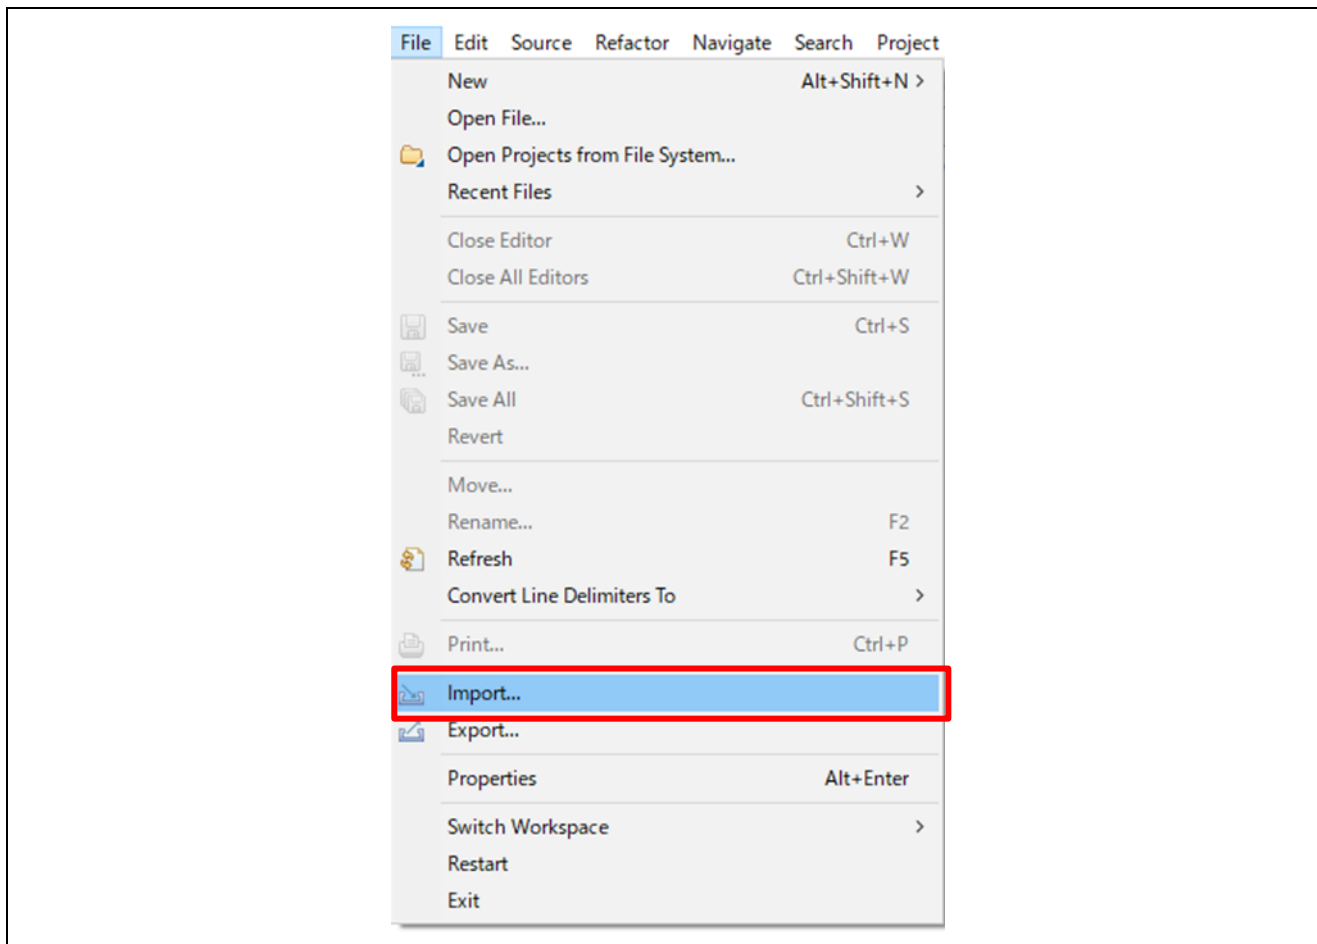 File Edit Source Refactor Navigate Search Project
New Alt+Shift+N >
Open File...
Open Projects from File System...
Recent Files >
Close Editor Ctrl+W
Close All Editors Ctrl+Shift+W
Save Ctrl+S
Save As...
Save All Ctrl+Shift+S
Revert
Move...
Rename... F2
Refresh F5
Convert Line Delimiters To >
Print... Ctrl+P
Import...
Export...
Properties Alt+Enter
Switch Workspace >
Restart
Exit